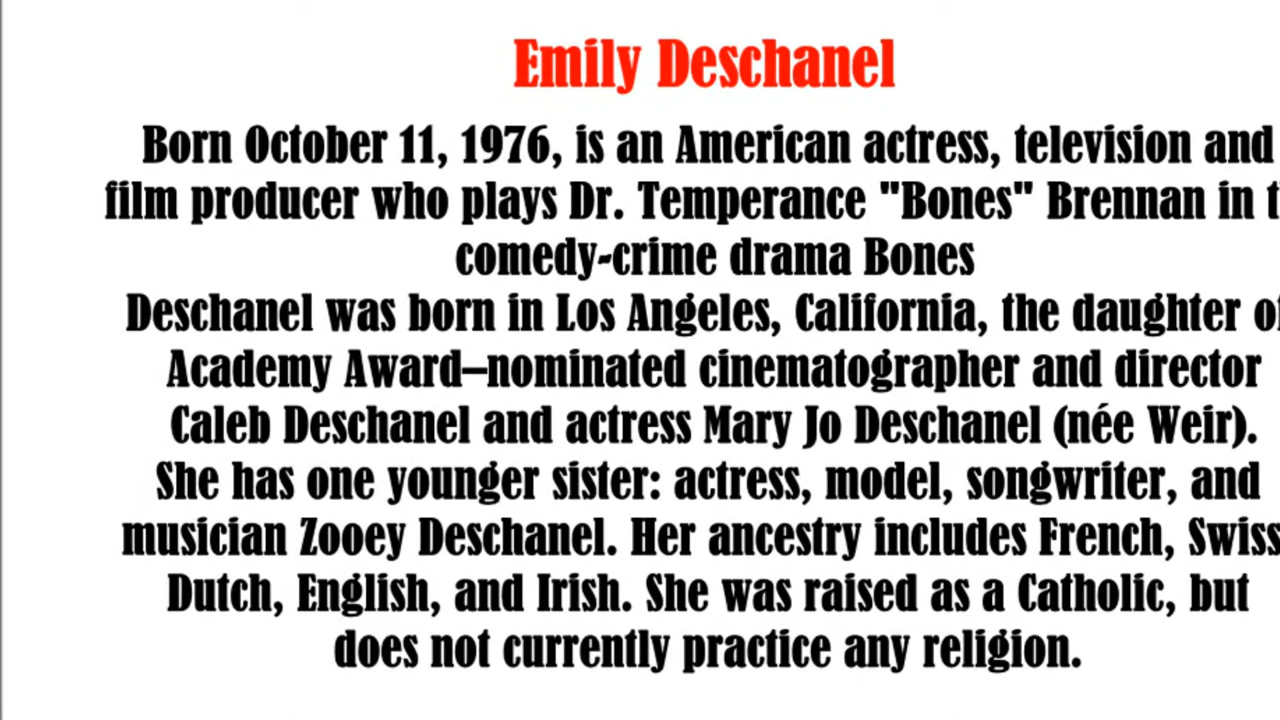 Emily Deschanel
Born October 11, 1976, is an American actress, television and
film producer who plays Dr. Temperance "Bones" Brennan in
comedy-crime drama Bones
Deschanel was born in Los Angeles, California, the daughter of
Academy Award–nominated cinematographer and director
Caleb Deschanel and actress Mary Jo Deschanel (née Weir).
She has one younger sister: actress, model, songwriter, and
musician Zooey Deschanel. Her ancestry includes French, Swiss
Dutch, English, and Irish. She was raised as a Catholic, but
does not currently practice any religion.